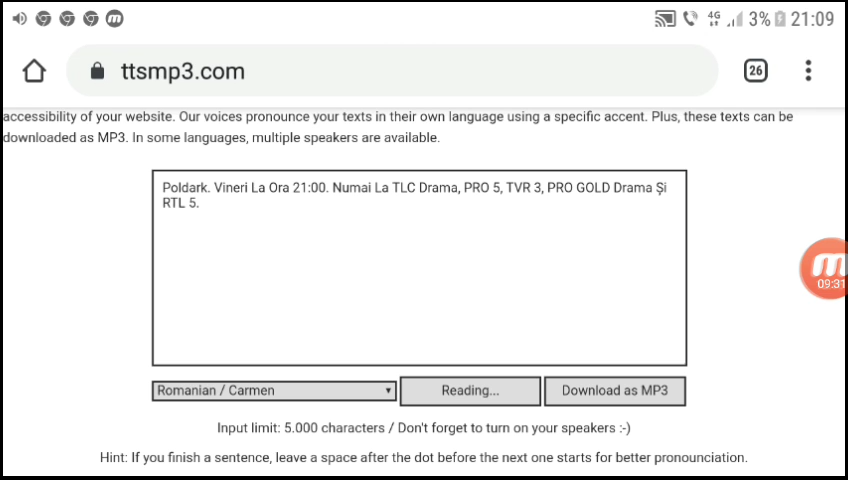 4G 3% 21:09
ttsmp3.com 26
accessibility of your website. Our voices pronounce your texts in their own language using a specific accent. Plus, these texts can be
downloaded as MP3. In some languages, multiple speakers are available.
Poldark. Vineri La Ora 21:00. Numai La TLC Drama, PRO 5, TVR 3, PRO GOLD Drama Și
RTL 5.
09:31
Romanian / Carmen Reading... Download as MP3
Input limit: 5.000 characters / Don't forget to turn on your speakers :-)
Hint: If you finish a sentence, leave a space after the dot before the next one starts for better pronounciation.